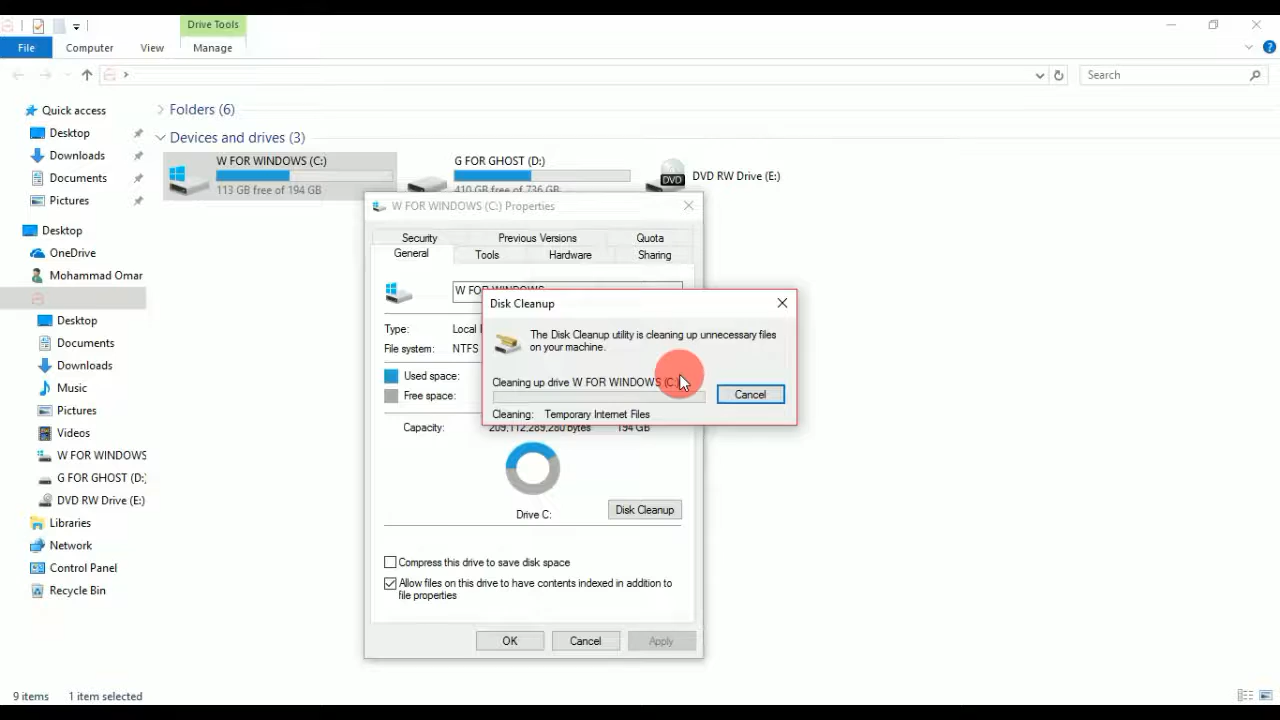 Drive Tools
File
Computer
View
Manage
Search
Quick access
Desktop
Downloads
Documents
Pictures
Desktop
OneDrive
Mohammad Omar
Desktop
Documents
Downloads
Music
Pictures
Videos
W FOR WINDOWS
G FOR GHOST (D:)
DVD RW Drive (E:)
Libraries
Network
Control Panel
Recycle Bin
Folders (6)
Devices and drives (3)
W FOR WINDOWS (C:)
113 GB free of 194 GB
G FOR GHOST (D:)
410 GB free of 736 GB
DVD
DVD RW Drive (E:)
W FOR WINDOWS (C:) Properties
Security
Previous Versions
Quota
General
Tools
Hardware
Sharing
W FOR WINDOWS
Type:
Local
File system:
NTFS
Used space:
Free space:
Capacity:
209,112,289,280 bytes
194 GB
Drive C:
Disk Cleanup
Compress this drive to save disk space
Allow files on this drive to have contents indexed in addition to
file properties
OK
Cancel
Apply
Disk Cleanup
The Disk Cleanup utility is cleaning up unnecessary files
on your machine.
Cleaning up drive W FOR WINDOWS (C:)
Cancel
Cleaning: Temporary Internet Files
9 items
1 item selected